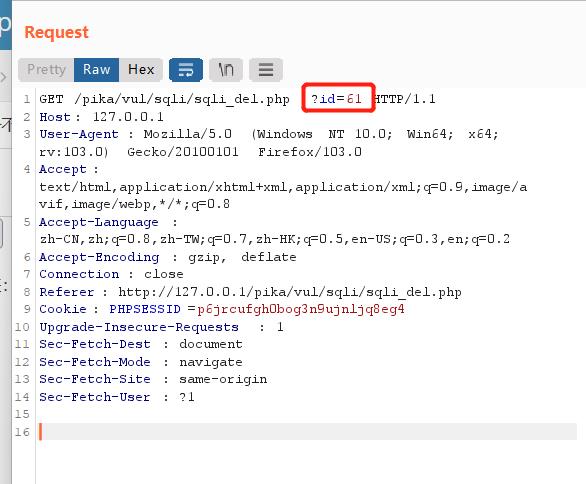 Request
Pretty Raw Hex \n
1 GET /pika/vul/sqli/sqli_del.php ?id=61 HTTP/1.1
2 Host: 127.0.0.1
3 User-Agent : Mozilla/5.0 (Windows NT 10.0; Win64; x64;
rv:103.0) Gecko/20100101 Firefox/103.0
4 Accept :
text/html,application/xhtml+xml,application/xml;q=0.9,image/a
vif,image/webp,*/*;q=0.8
5 Accept-Language :
zh-CN,zh;q=0.8,zh-TW;q=0.7,zh-HK;q=0.5,en-US;q=0.3,en;q=0.2
6 Accept-Encoding : gzip, deflate
7 Connection : close
8 Referer : http://127.0.0.1/pika/vul/sqli/sqli_del.php
9 Cookie : PHPSESSID =p6jrcufgh0bog3n9ujnljq8eg4
10 Upgrade-Insecure-Requests : 1
11 Sec-Fetch-Dest : document
12 Sec-Fetch-Mode : navigate
13 Sec-Fetch-Site : same-origin
14 Sec-Fetch-User : ?1
15
16